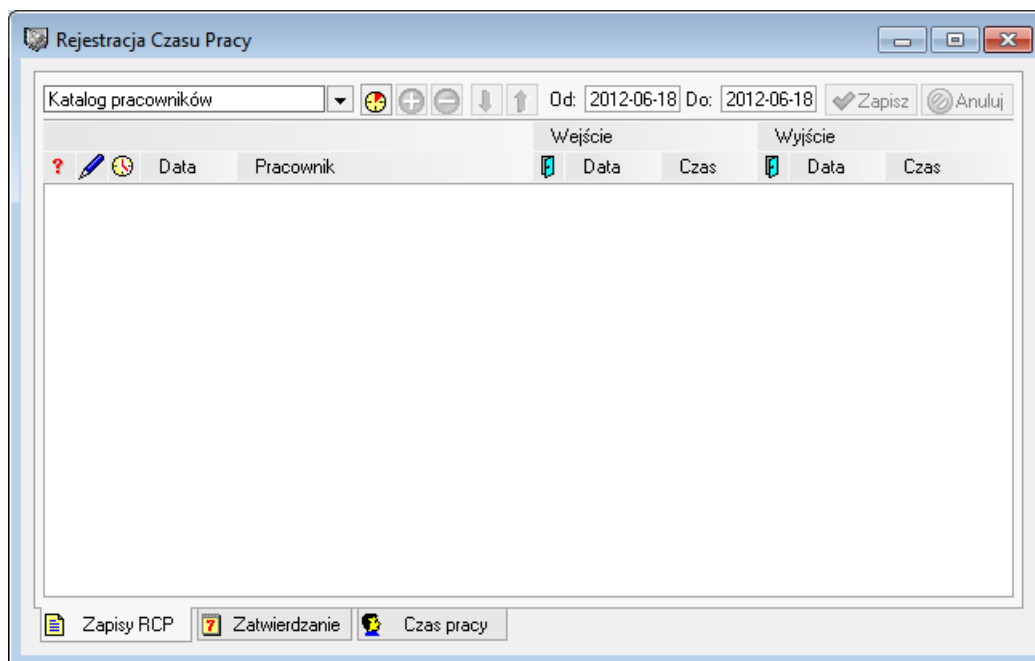 Rejestracja Czasu Pracy
Katalog pracowników Od: 2012-06-18 Do: 2012-06-18 Zapisz Anuluj
Wejście Wyjście
? Data Pracownik Data Czas Data Czas
Zapisy RCP ? Zatwierdzanie Czas pracy